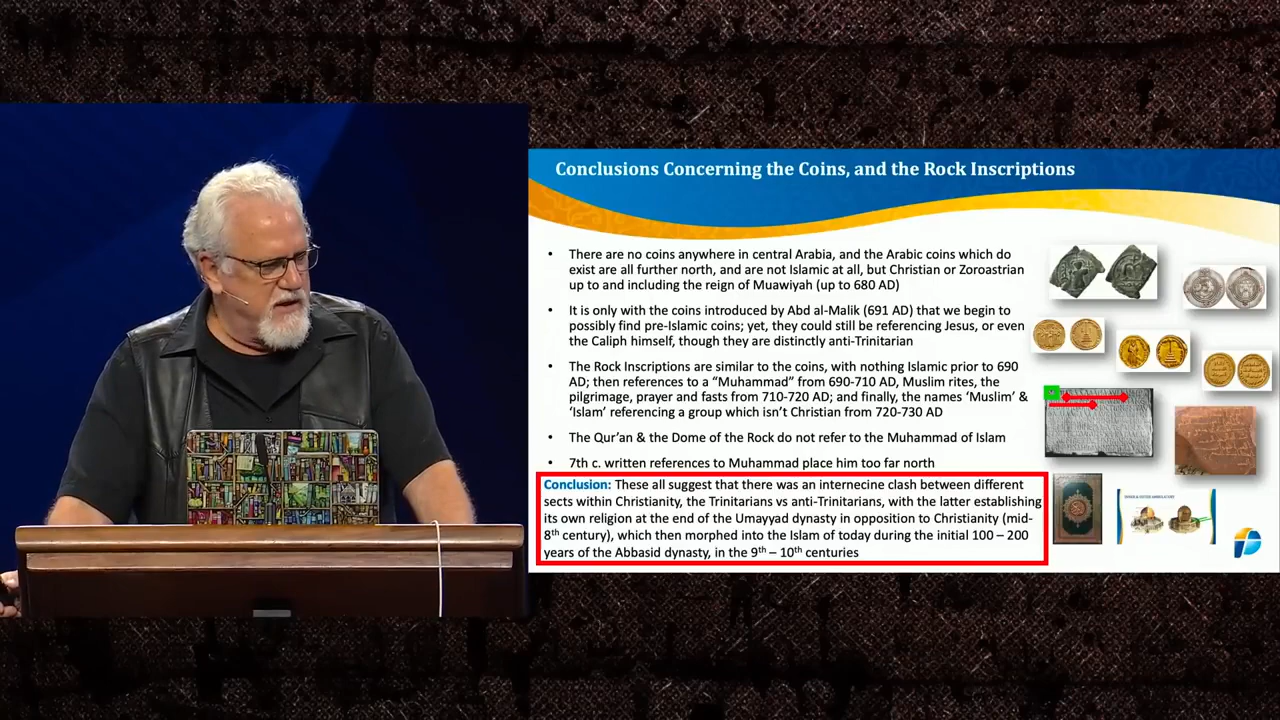 Conclusions Concerning the Coins, and the Rock Inscriptions
• There are no coins anywhere in central Arabia, and the Arabic coins which do
exist are all further north, and are not Islamic at all, but Christian or Zoroastrian
up to and including the reign of Muawiyah (up to 680 AD)
• It is only with the coins introduced by Abd al-Malik (691 AD) that we begin to
possibly find pre-Islamic coins; yet, they could still be referencing Jesus, or even
the Caliph himself, though they are distinctly anti-Trinitarian
• The Rock Inscriptions are similar to the coins, with nothing Islamic prior to 690
AD; then references to a “Muhammad” from 690-710 AD, Muslim rites, the
pilgrimage, prayer and fasts from 710-720 AD; and finally, the names ‘Muslim’ &
‘Islam’ referencing a group which isn’t Christian from 720-730 AD
• The Qur’an & the Dome of the Rock do not refer to the Muhammad of Islam
• 7th c. written references to Muhammad place him too far north
Conclusion: These all suggest that there was an internecine clash between different
sects within Christianity, the Trinitarians vs anti-Trinitarians, with the latter establishing
its own religion at the end of the Umayyad dynasty in opposition to Christianity (mid-
8th century), which then morphed into the Islam of today during the initial 100 – 200
years of the Abbasid dynasty, in the 9th – 10th centuries